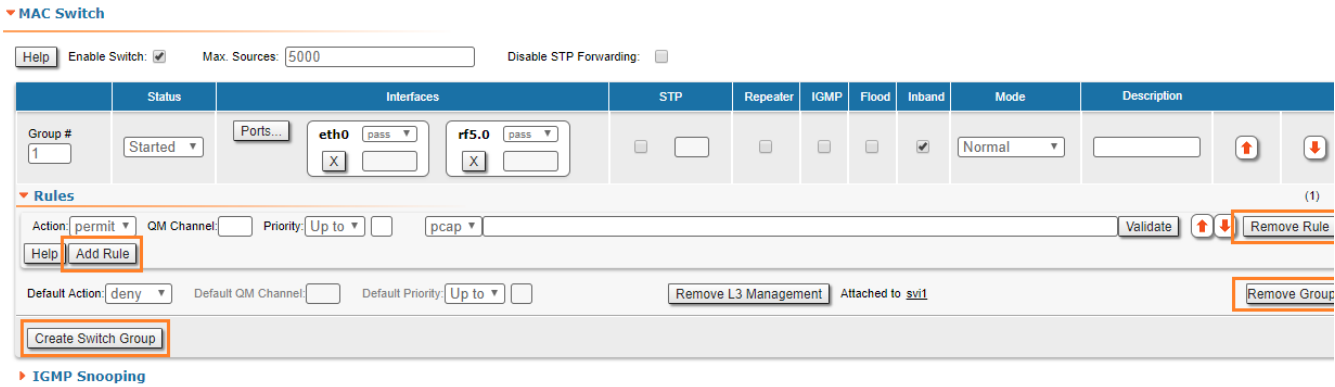 MAC Switch
Help Enable Switch: Max. Sources: 5000 Disable STP Forwarding:
Status Interfaces STP Repeater IGMP Flood Inband Mode Description
Group #
1 Started Ports... eth0 pass X rf5.0 pass X Normal
Rules (1)
Action: permit QM Channel: Priority: Up to pcap Validate Remove Rule
Help Add Rule
Default Action: deny Default QM Channel: Default Priority: Up to Remove L3 Management Attached to svi1 Remove Group
Create Switch Group
IGMP Snooping